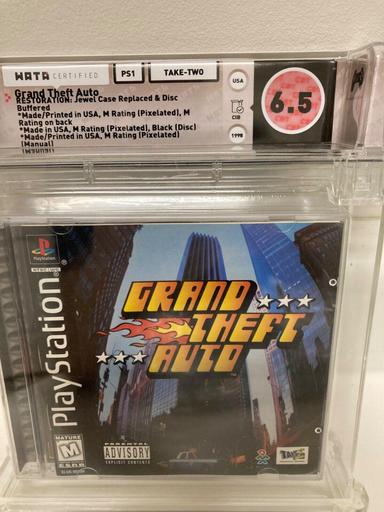 WATA CERTIFIED
PS1
TAKE-TWO
USA
CIB
1998
6.5
Grand Theft Auto
RESTORATION: Jewel Case Replaced & Disc
Buffered
*Made/Printed in USA, M Rating (Pixelated), M
Rating on back
*Made in USA, M Rating (Pixelated), Black (Disc)
*Made/Printed in USA, M Rating (Pixelated)
[Manual]
PlayStation
PlayStation
GRAND
THEFT
AUTO
MATURE
M
ESRB
PARENTAL
ADVISORY
EXPLICIT CONTENT